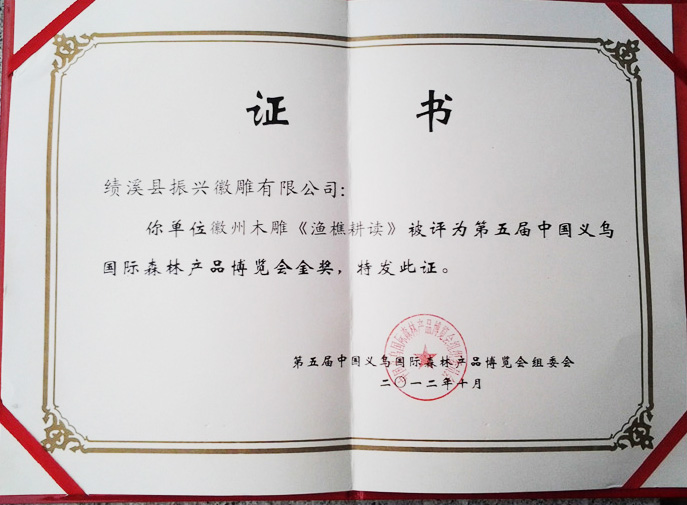 证 书
绩溪县振兴徽雕有限公司:
你单位徽州木雕《渔樵耕读》被评为第五届中国义乌
国际森林产品博览会金奖，特发此证。
第五届中国义乌国际森林产品博览会组委会
二〇一二年十月